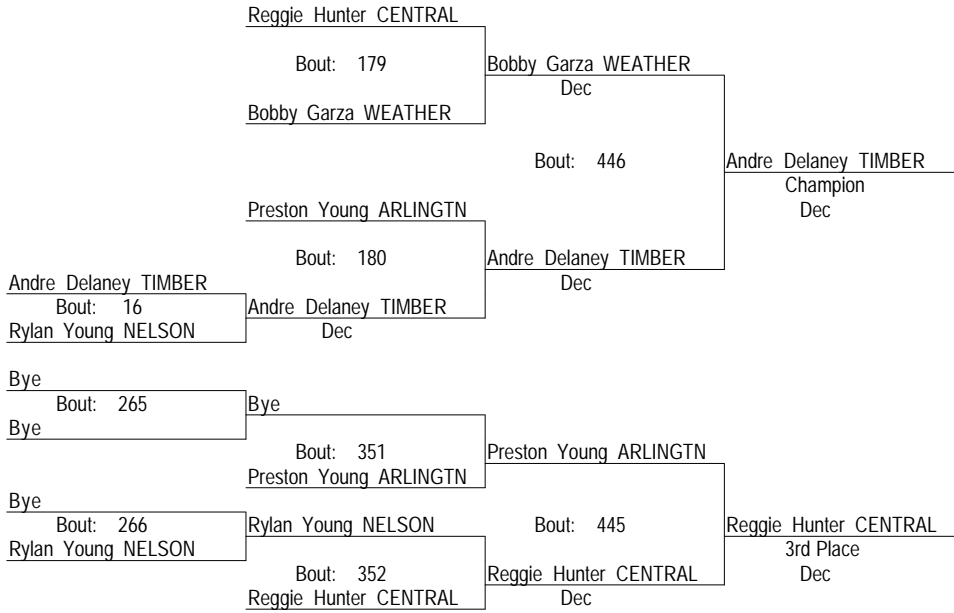 Reggie Hunter CENTRAL
Bout: 179
Bobby Garza WEATHER
Dec
Bobby Garza WEATHER
Bout: 446
Andre Delaney TIMBER
Champion
Dec
Preston Young ARLINGTN
Bout: 180
Andre Delaney TIMBER
Dec
Andre Delaney TIMBER
Bout: 16
Andre Delaney TIMBER
Dec
Rylan Young NELSON
Bye
Bout: 265
Bye
Bye
Bout: 351
Preston Young ARLINGTN
Preston Young ARLINGTN
Bye
Bout: 266
Rylan Young NELSON
Rylan Young NELSON
Bout: 445
Reggie Hunter CENTRAL
3rd Place
Dec
Bout: 352
Reggie Hunter CENTRAL
Dec
Reggie Hunter CENTRAL